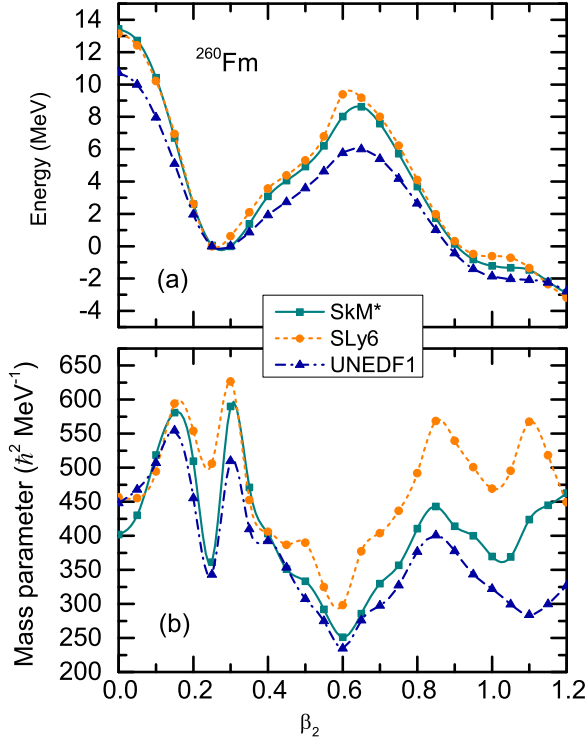 14
12
10
8
6
4
2
0
-2
-4
Energy (MeV)
²⁶⁰Fm
(a)
SkM*
SLy6
UNEDF1
650
600
550
500
450
400
350
300
250
200
Mass parameter (ℏ² MeV⁻¹)
(b)
0.0 0.2 0.4 0.6 0.8 1.0 1.2
β₂